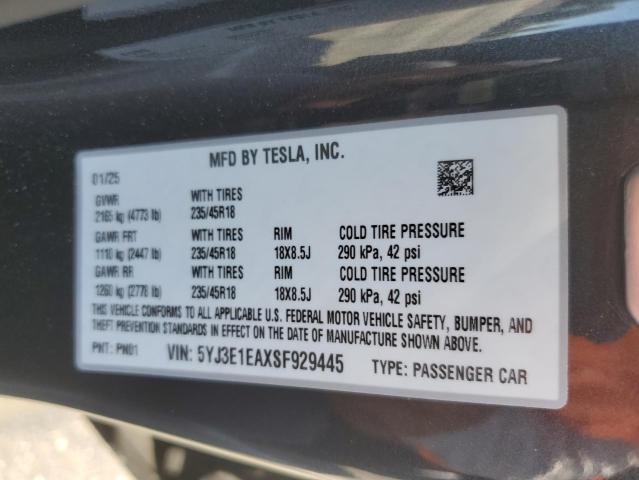 MFD BY TESLA, INC.
01/25
GVWR WITH TIRES
2165 kg (4773 lb) 235/45R18
GAWR FRT WITH TIRES RIM COLD TIRE PRESSURE
1110 kg (2447 lb) 235/45R18 18X8.5J 290 kPa, 42 psi
GAWR RR WITH TIRES RIM COLD TIRE PRESSURE
1260 kg (2778 lb) 235/45R18 18X8.5J 290 kPa, 42 psi
THIS VEHICLE CONFORMS TO ALL APPLICABLE U.S. FEDERAL MOTOR VEHICLE SAFETY, BUMPER, AND
THEFT PREVENTION STANDARDS IN EFFECT ON THE DATE OF MANUFACTURE SHOWN ABOVE.
PNT: PN01 VIN: 5YJ3E1EAXSF929445 TYPE: PASSENGER CAR